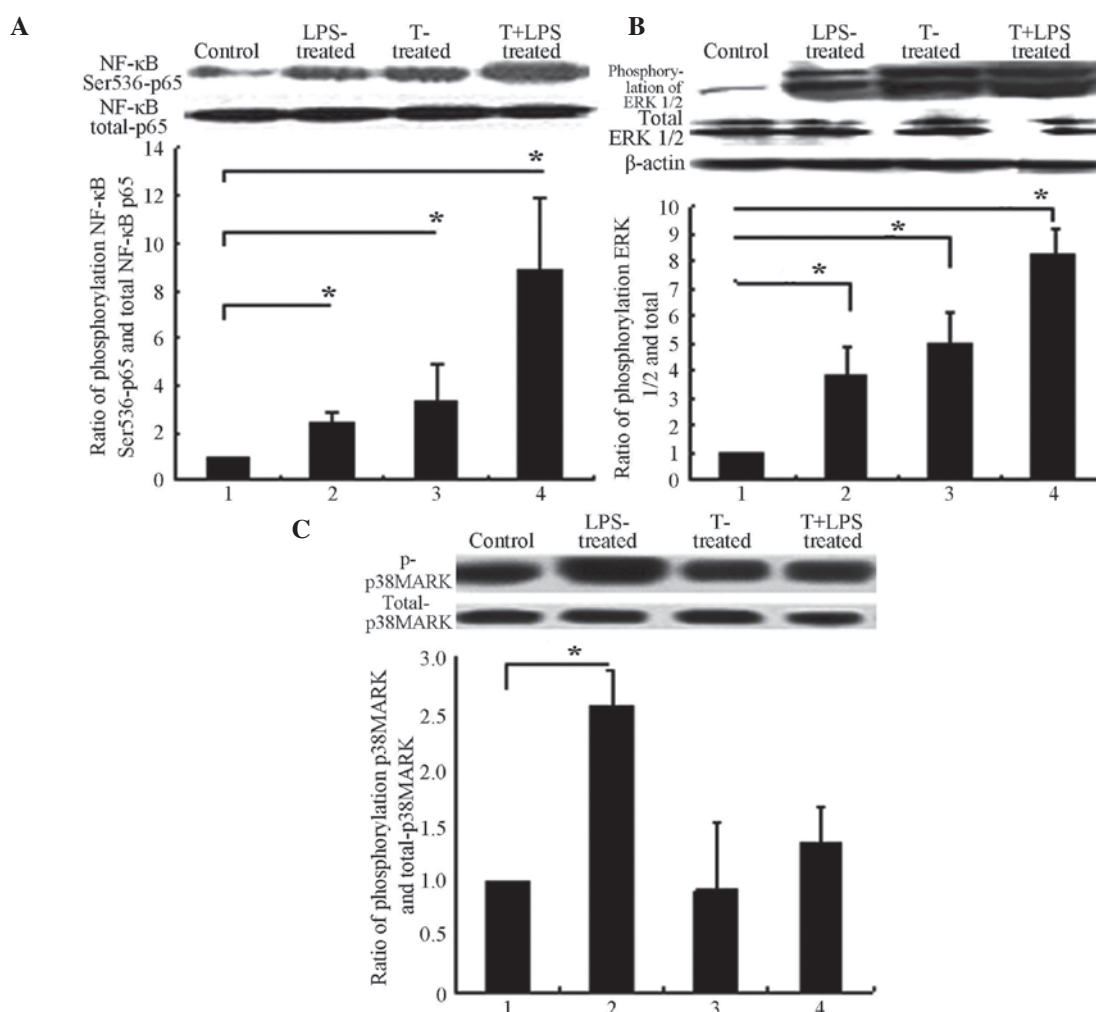 A
Control
LPS-
treated
T-
treated
T+LPS
treated
NF-κB
Ser536-p65
NF-κB
total-p65
Ratio of phosphorylation NF-κB
Ser536-p65 and total NF-κB p65
14
12
10
8
6
4
2
0
*
*
*
1 2 3 4
B
Control
LPS-
treated
T-
treated
T+LPS
treated
Phosphory-
lation of
ERK 1/2
Total
ERK 1/2
β-actin
Ratio of phosphorylation ERK
1/2 and total
10
9
8
7
6
5
4
3
2
1
0
*
*
*
1 2 3 4
C
Control
LPS-
treated
T-
treated
T+LPS
treated
p-
p38MARK
Total-
p38MARK
Ratio of phosphorylation p38MARK
and total-p38MARK
3.0
2.5
1.5
1.0
0.5
0
*
1 2 3 4